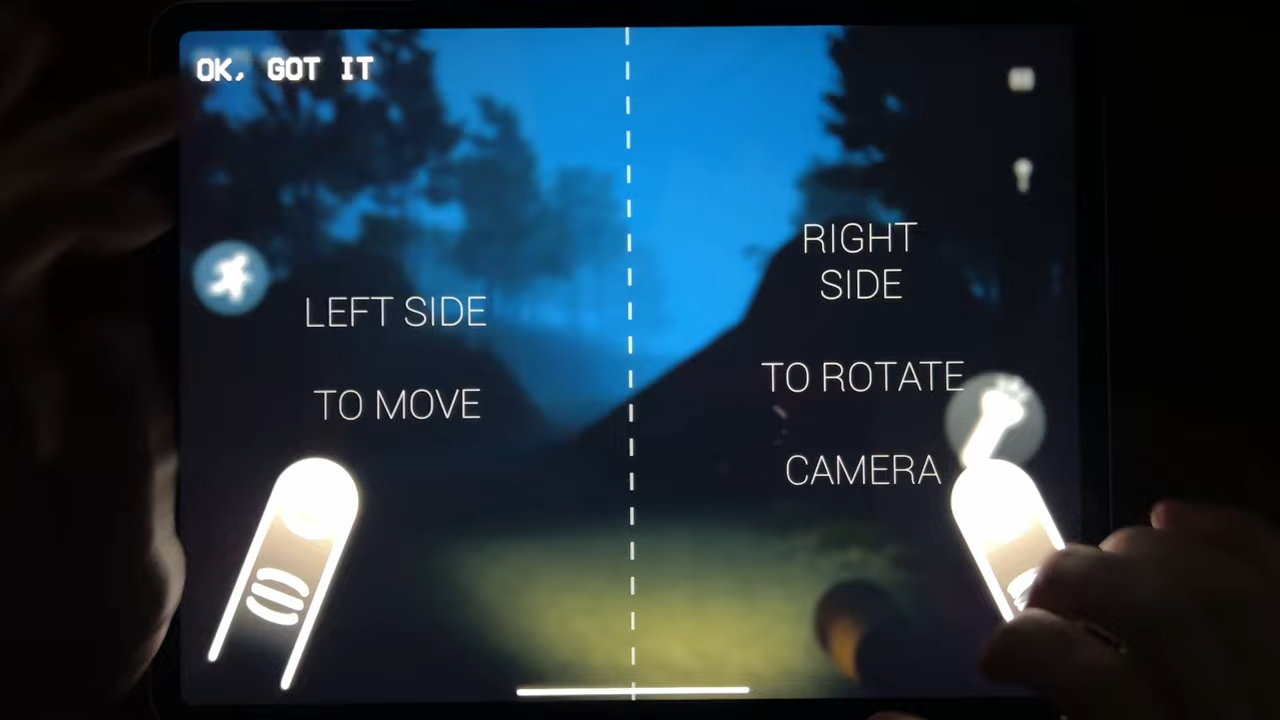 OK, GOT IT
LEFT SIDE
TO MOVE
RIGHT
SIDE
TO ROTATE
CAMERA